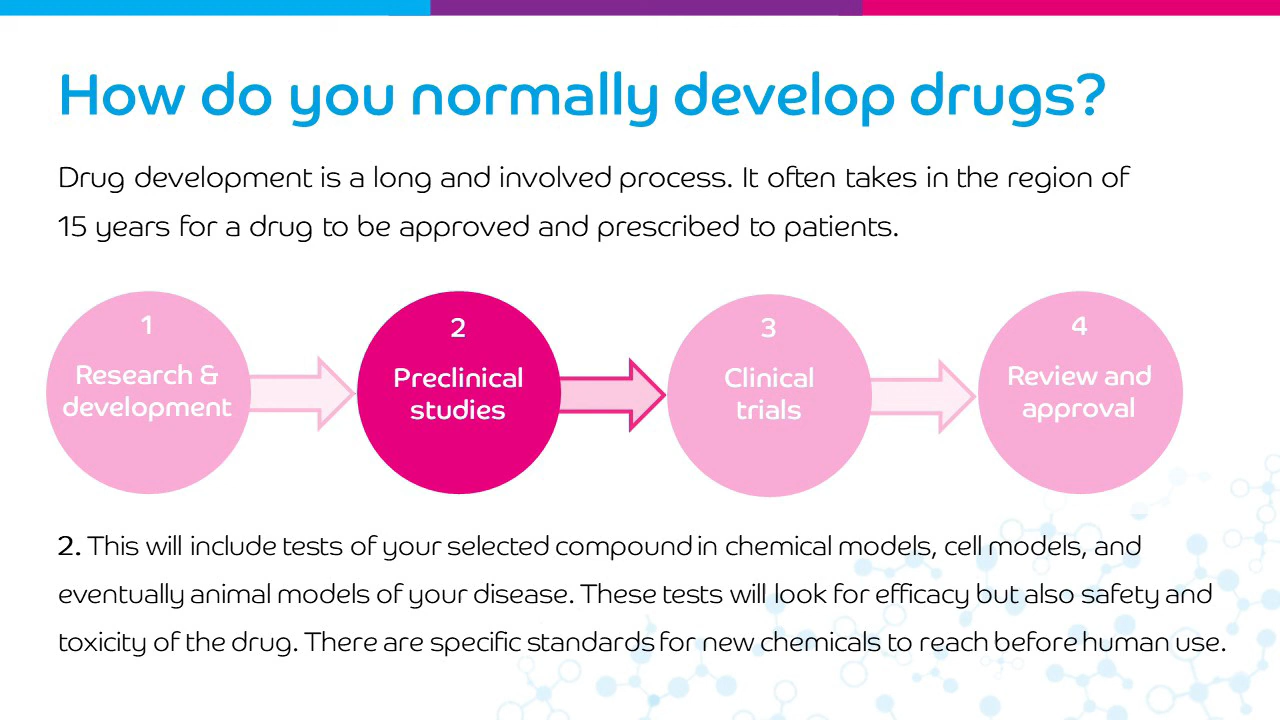 How do you normally develop drugs?
Drug development is a long and involved process. It often takes in the region of
15 years for a drug to be approved and prescribed to patients.
1
Research &
development
2
Preclinical
studies
3
Clinical
trials
4
Review and
approval
2. This will include tests of your selected compound in chemical models, cell models, and
eventually animal models of your disease. These tests will look for efficacy but also safety and
toxicity of the drug. There are specific standards for new chemicals to reach before human use.